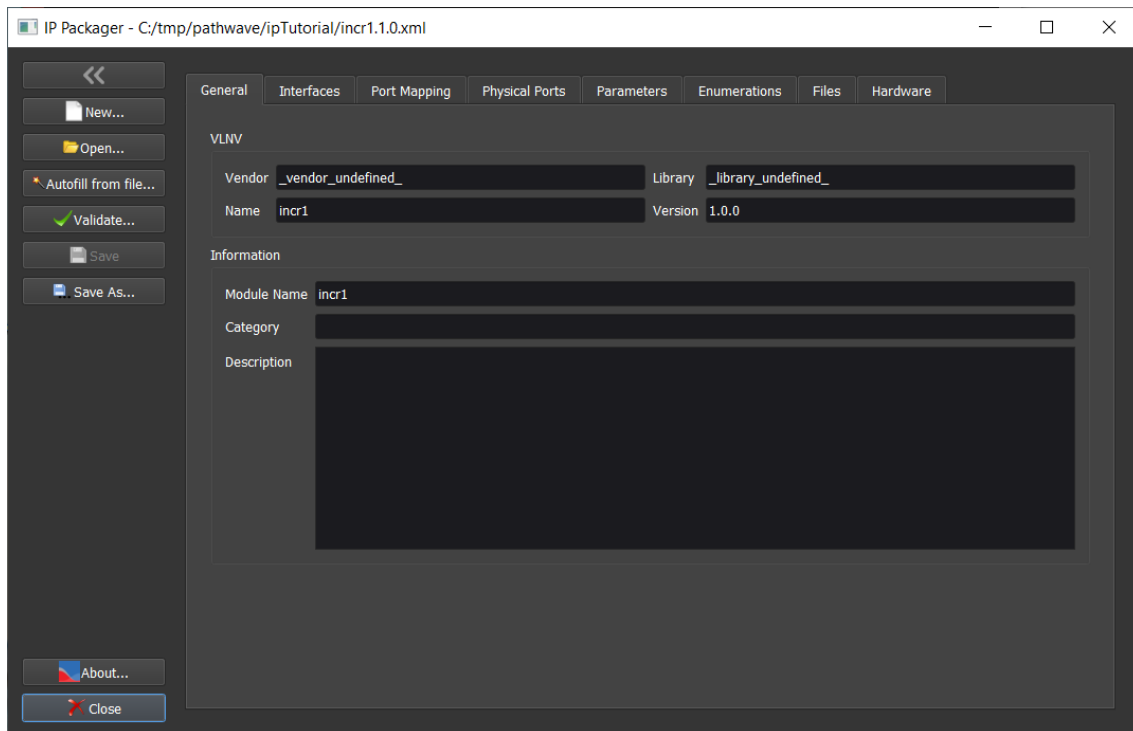 IP Packager - C:/tmp/pathwave/ipTutorial/incr1.1.0.xml
New...
Open...
Autofill from file...
Validate...
Save
Save As...
General Interfaces Port Mapping Physical Ports Parameters Enumerations Files Hardware
VLNV
Vendor _vendor_undefined_ Library _library_undefined_
Name incr1 Version 1.0.0
Information
Module Name incr1
Category
Description
About...
Close